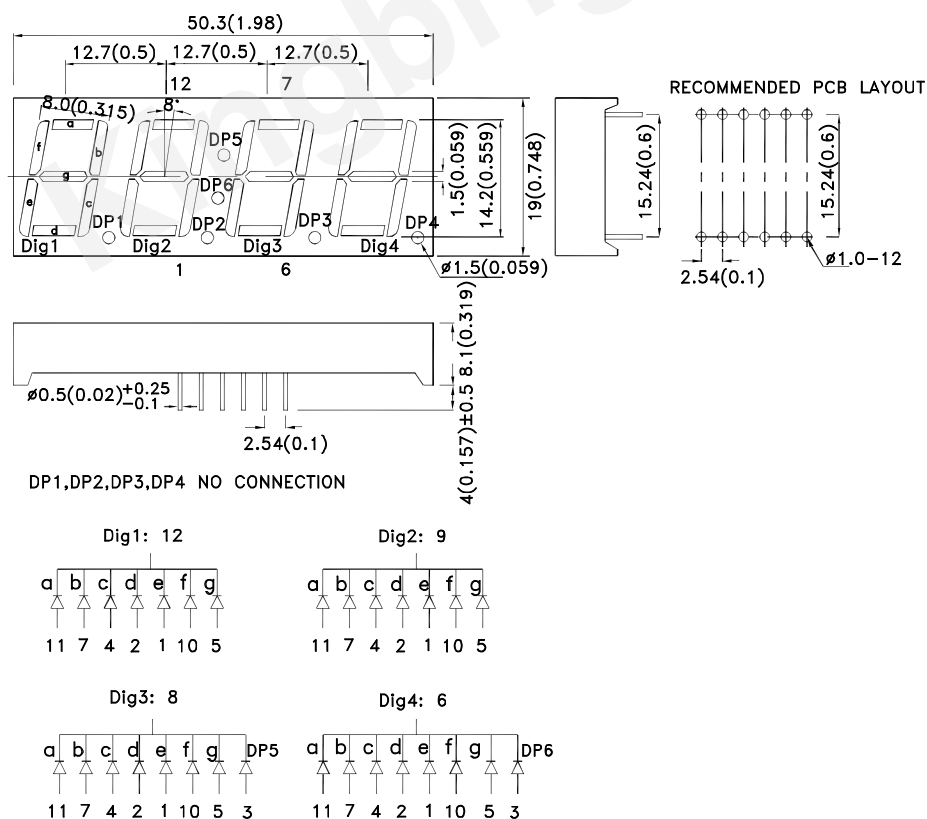 Kingbright
50.3(1.98)
12.7(0.5) 12.7(0.5) 12.7(0.5)
12 7
RECOMMENDED PCB LAYOUT
8.0(0.315) 8°
a
f b
g
e c
d
DP5
DP6
DP1 DP2 DP3 DP4
Dig1 Dig2 Dig3 Dig4
1 6
1.5(0.059)
14.2(0.559)
19(0.748)
ø1.5(0.059)
15.24(0.6)
15.24(0.6)
ø1.0-12
2.54(0.1)
8.1(0.319)
4(0.157)±0.5
ø0.5(0.02)+0.25
-0.1
2.54(0.1)
DP1,DP2,DP3,DP4 NO CONNECTION
Dig1: 12
a b c d e f g
11 7 4 2 1 10 5
Dig2: 9
a b c d e f g
11 7 4 2 1 10 5
Dig3: 8
a b c d e f g DP5
11 7 4 2 1 10 5 3
Dig4: 6
a b c d e f g DP6
11 7 4 2 1 10 5 3